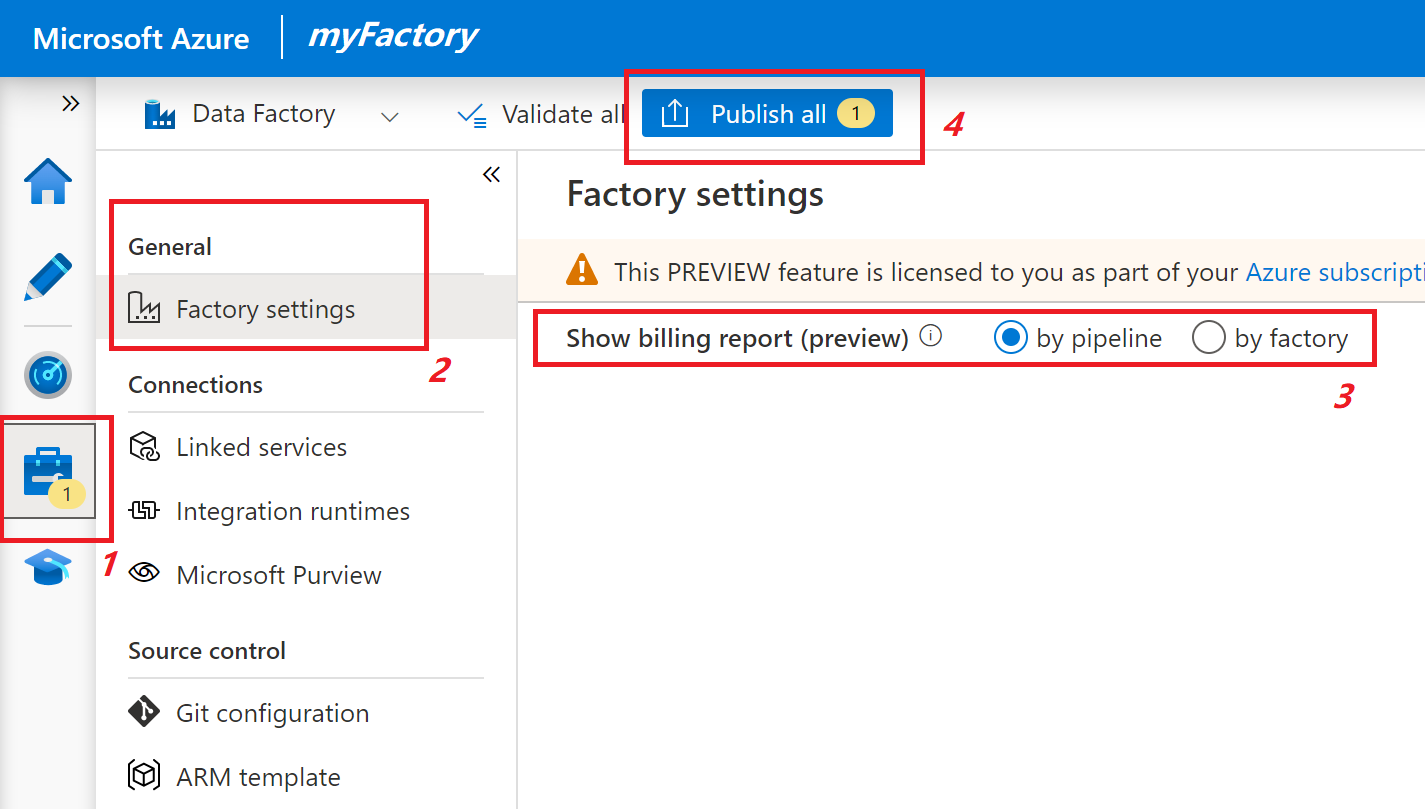 Microsoft Azure
myFactory
Data Factory
Validate all
Publish all 1
4
Factory settings
General
This PREVIEW feature is licensed to you as part of your Azure subscripti
Factory settings
Show billing report (preview) by pipeline by factory
2
3
Connections
Linked services
1
Integration runtimes
1
Microsoft Purview
Source control
Git configuration
ARM template